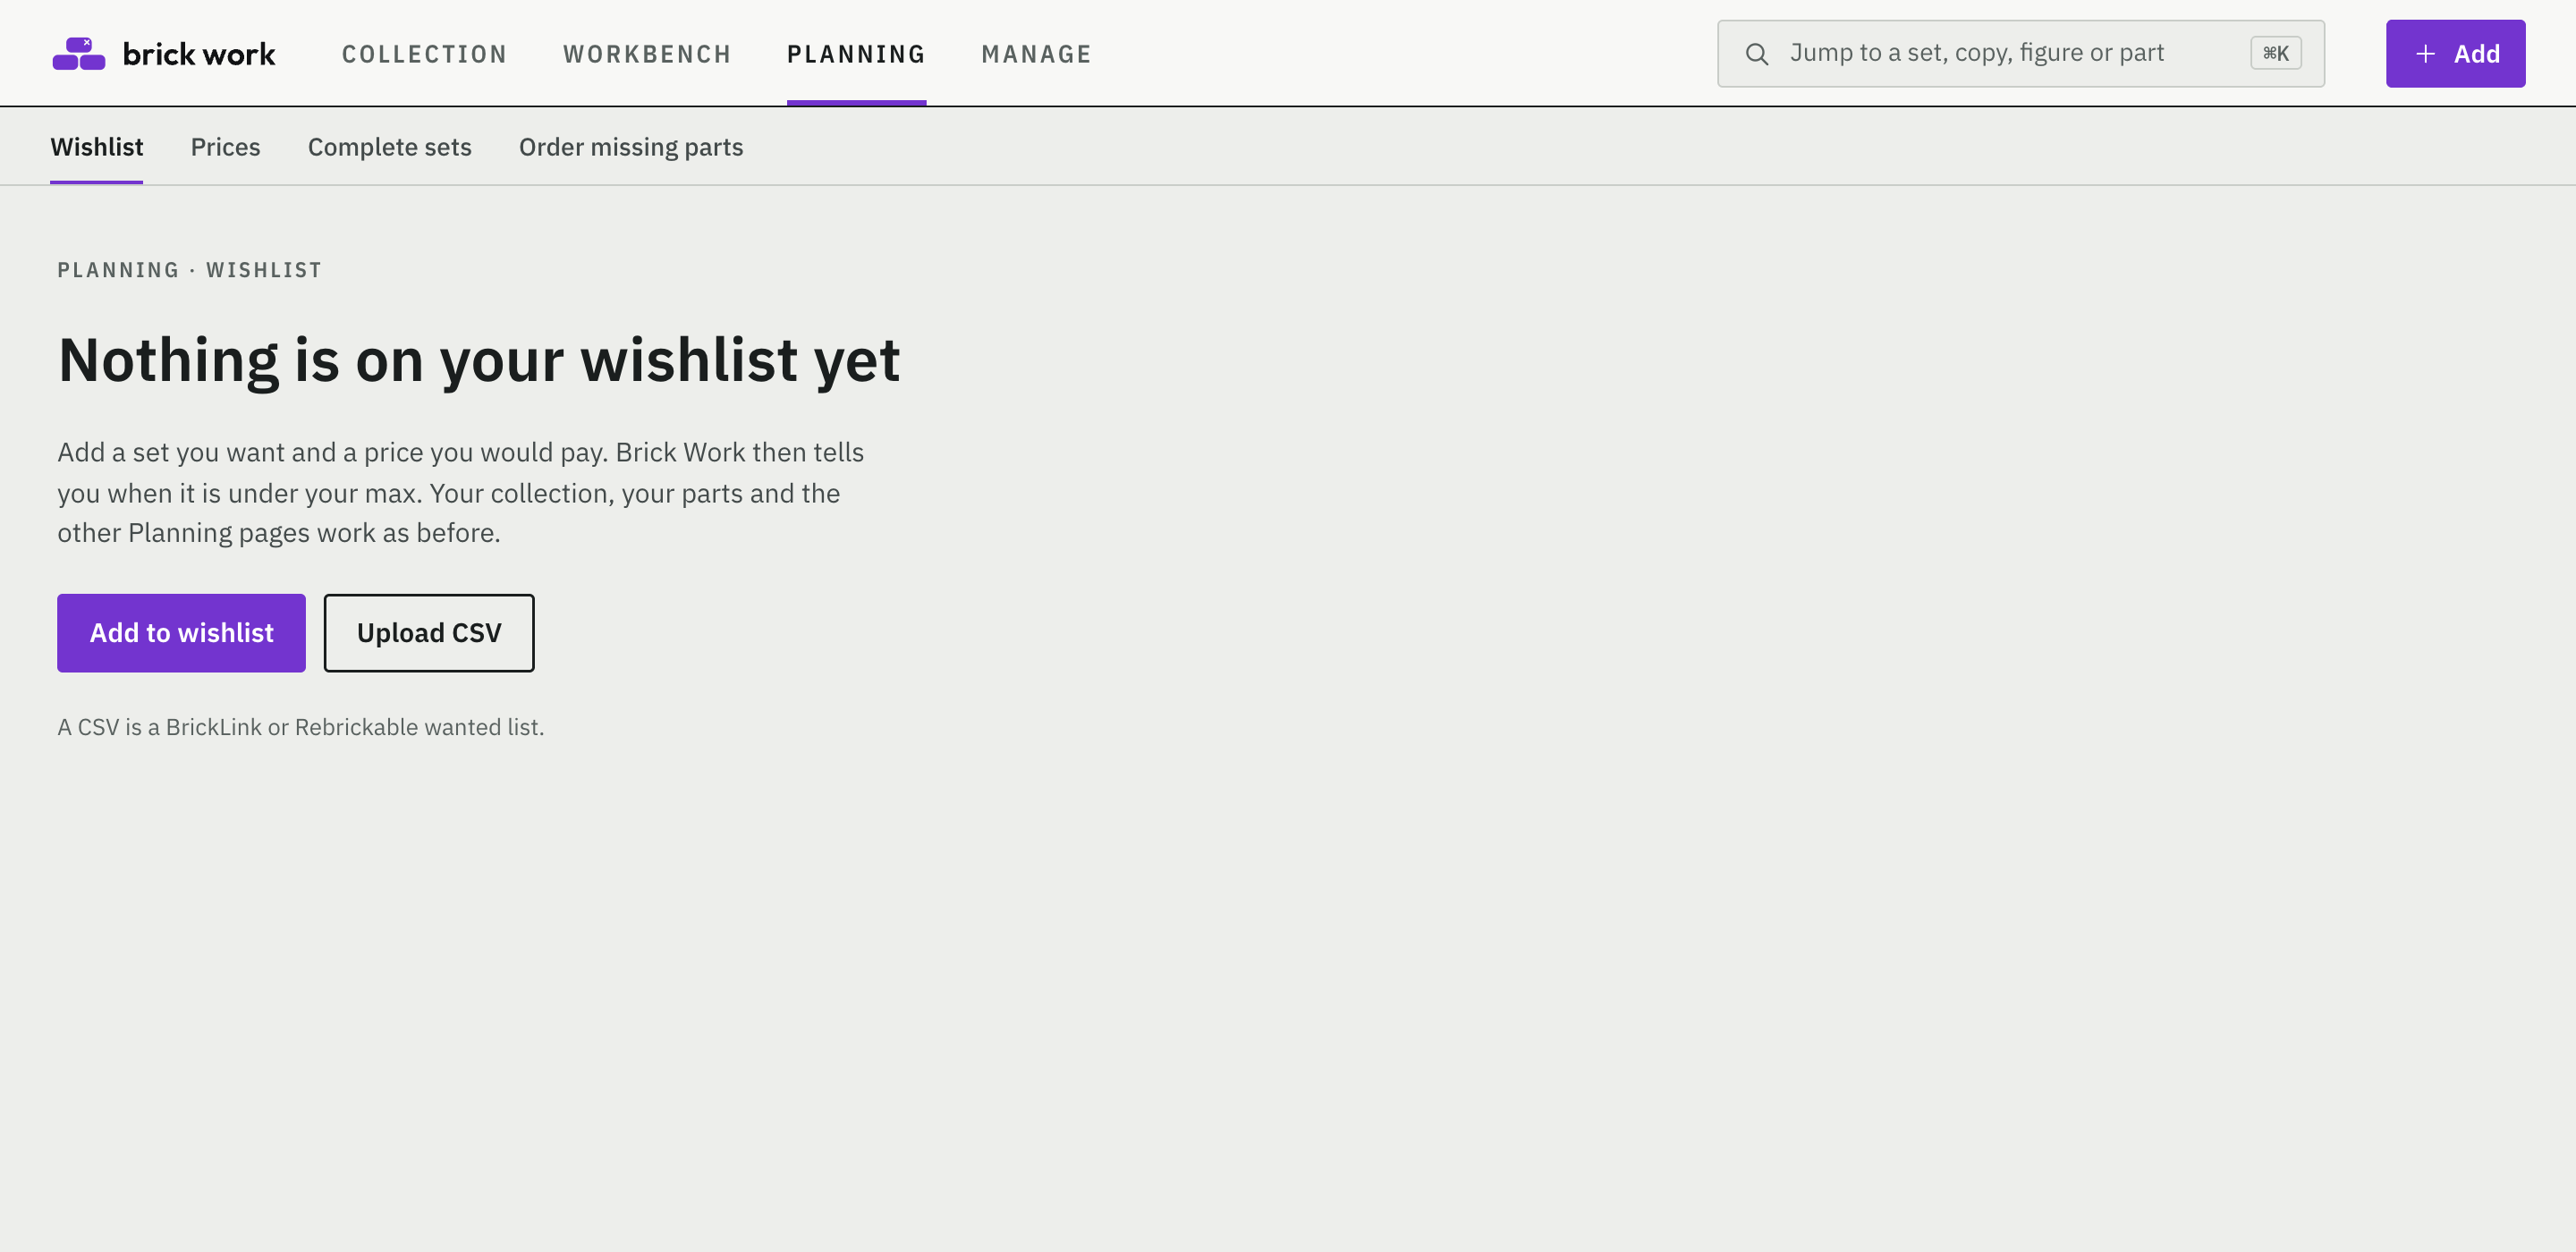 brick work
COLLECTION
WORKBENCH
PLANNING
MANAGE
Jump to a set, copy, figure or part
⌘K
+ Add
Wishlist
Prices
Complete sets
Order missing parts
PLANNING · WISHLIST
Nothing is on your wishlist yet
Add a set you want and a price you would pay. Brick Work then tells
you when it is under your max. Your collection, your parts and the
other Planning pages work as before.
Add to wishlist
Upload CSV
A CSV is a BrickLink or Rebrickable wanted list.